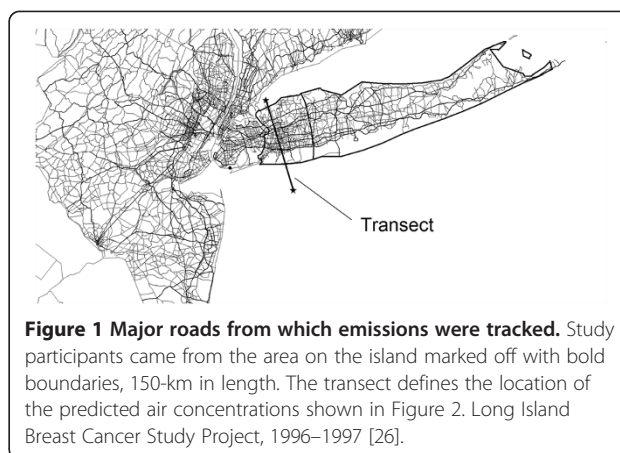 Transect
Figure 1 Major roads from which emissions were tracked. Study
participants came from the area on the island marked off with bold
boundaries, 150-km in length. The transect defines the location of
the predicted air concentrations shown in Figure 2. Long Island
Breast Cancer Study Project, 1996–1997 [26].